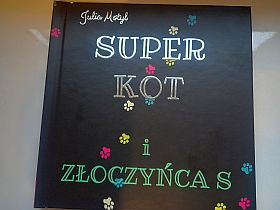 Julia Motyl
SUPER
KOT
i
ZŁOCZYŃCA S